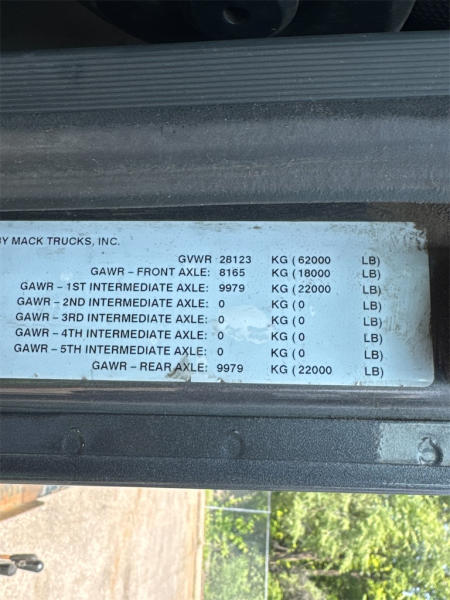 BY MACK TRUCKS, INC.
GVWR 28123 KG ( 62000 LB)
GAWR – FRONT AXLE: 8165 KG ( 18000 LB)
GAWR – 1ST INTERMEDIATE AXLE: 9979 KG ( 22000 LB)
GAWR – 2ND INTERMEDIATE AXLE: 0 KG ( 0 LB)
GAWR – 3RD INTERMEDIATE AXLE: 0 KG ( 0 LB)
GAWR – 4TH INTERMEDIATE AXLE: 0 KG ( 0 LB)
GAWR – 5TH INTERMEDIATE AXLE: 0 KG ( 0 LB)
GAWR – REAR AXLE: 9979 KG ( 22000 LB)